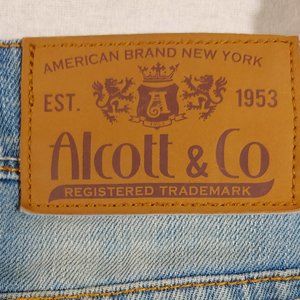 AMERICAN BRAND NEW YORK
EST. A 1953
Alcott & Co
REGISTERED TRADEMARK